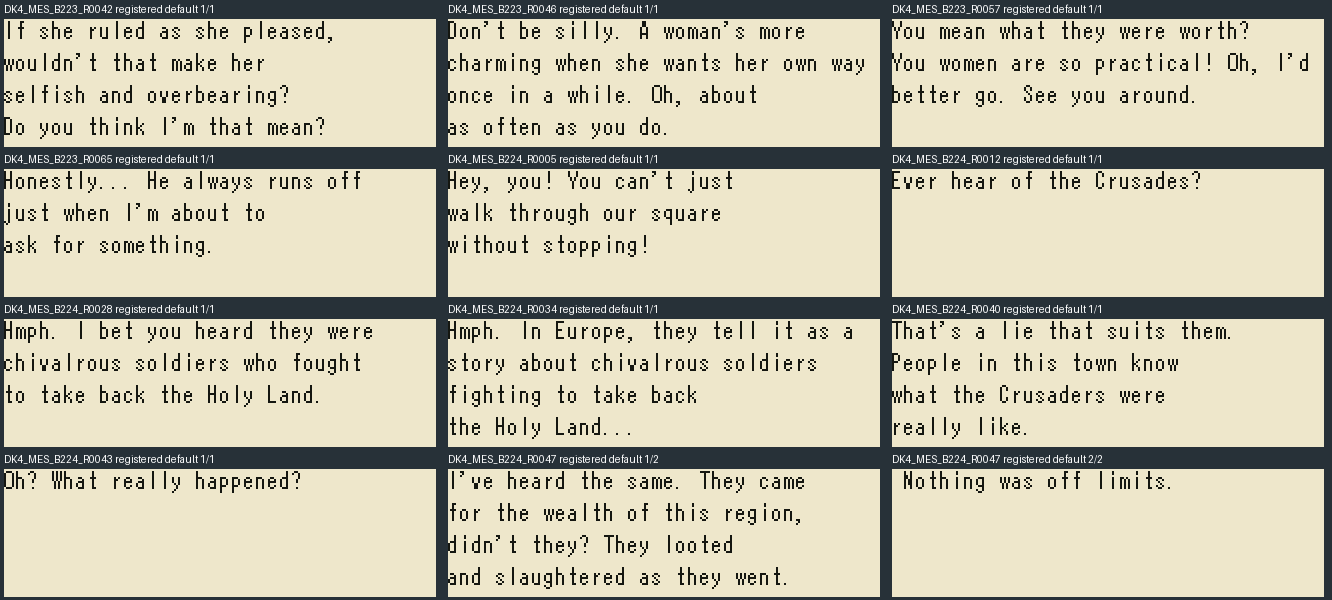 DK4_MES_B223_R0042 registered default 1/1
If she ruled as she pleased,
wouldn't that make her
selfish and overbearing?
Do you think I'm that mean?
DK4_MES_B223_R0046 registered default 1/1
Don't be silly. A woman's more
charming when she wants her own way
once in a while. Oh, about
as often as you do.
DK4_MES_B223_R0057 registered default 1/1
You mean what they were worth?
You women are so practical! Oh, I'd
better go. See you around.
DK4_MES_B223_R0065 registered default 1/1
Honestly... He always runs off
just when I'm about to
ask for something.
DK4_MES_B224_R0005 registered default 1/1
Hey, you! You can't just
walk through our square
without stopping!
DK4_MES_B224_R0012 registered default 1/1
Ever hear of the Crusades?
DK4_MES_B224_R0028 registered default 1/1
Hmph. I bet you heard they were
chivalrous soldiers who fought
to take back the Holy Land.
DK4_MES_B224_R0034 registered default 1/1
Hmph. In Europe, they tell it as a
story about chivalrous soldiers
fighting to take back
the Holy Land...
DK4_MES_B224_R0040 registered default 1/1
That's a lie that suits them.
People in this town know
what the Crusaders were
really like.
DK4_MES_B224_R0043 registered default 1/1
Oh? What really happened?
DK4_MES_B224_R0047 registered default 1/2
I've heard the same. They came
for the wealth of this region,
didn't they? They looted
and slaughtered as they went.
DK4_MES_B224_R0047 registered default 2/2
Nothing was off limits.